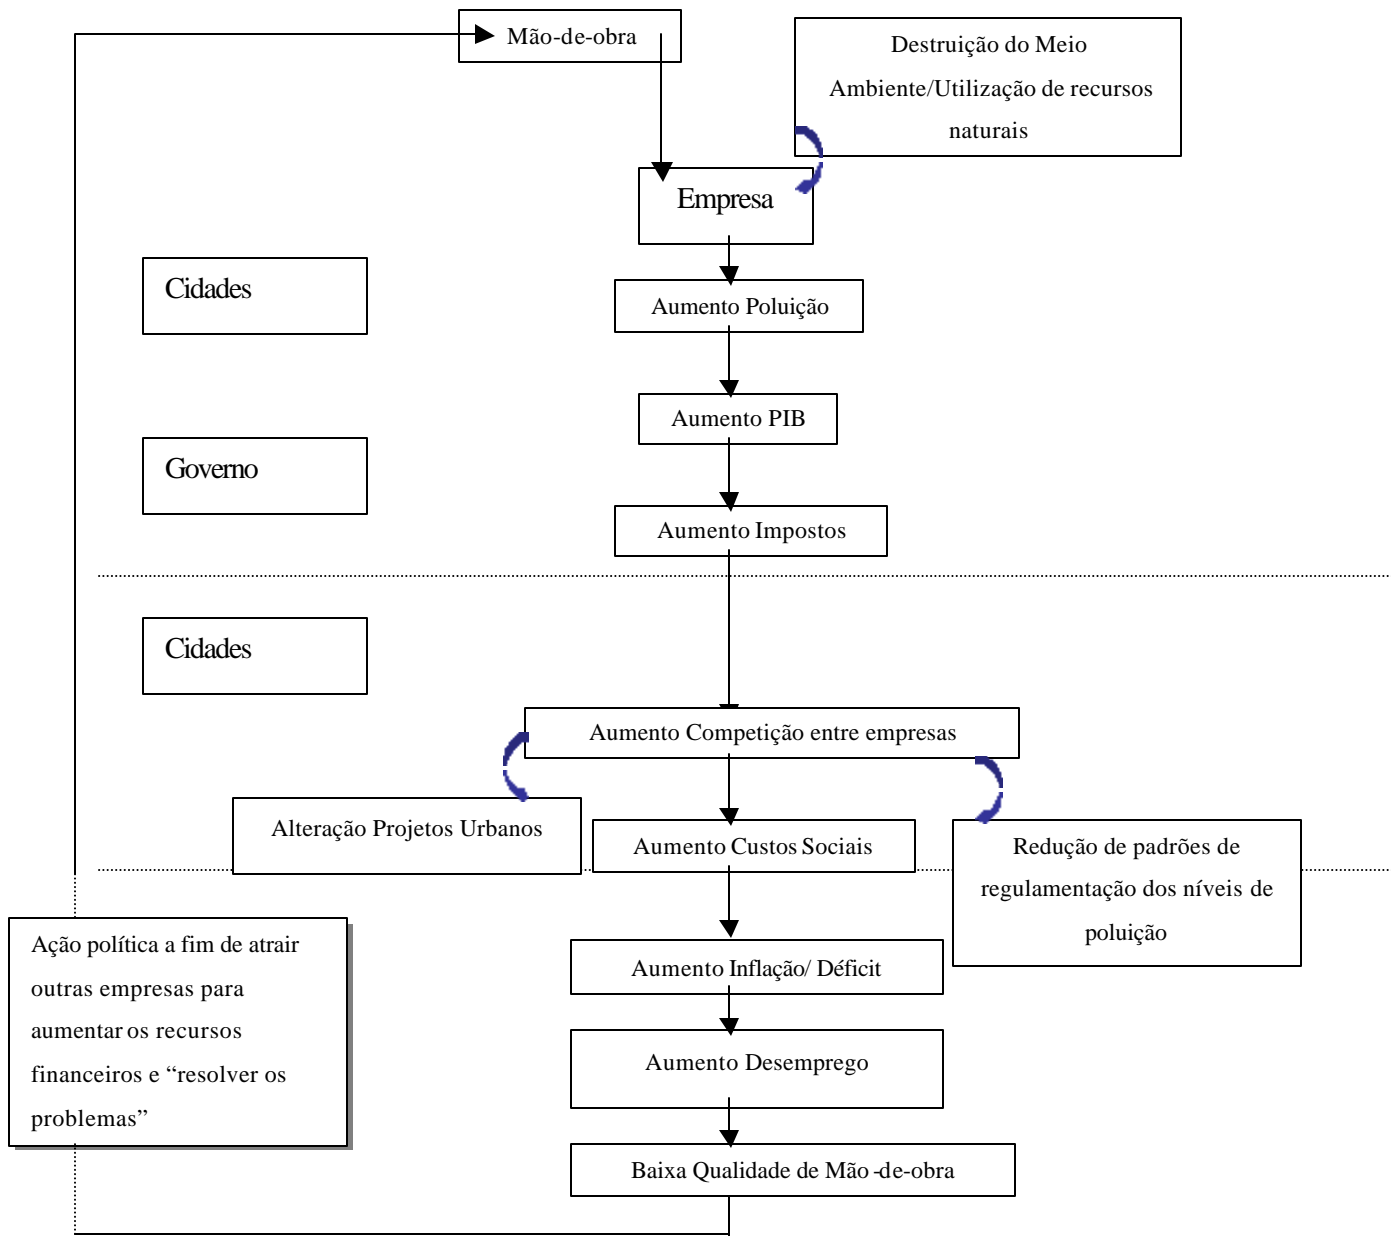 Mão-de-obra
Destruição do Meio
Ambiente/Utilização de recursos
naturais
Empresa
Cidades
Aumento Poluição
Aumento PIB
Governo
Aumento Impostos
Cidades
Aumento Competição entre empresas
Alteração Projetos Urbanos
Aumento Custos Sociais
Redução de padrões de
regulamentação dos níveis de
poluição
Ação política a fim de atrair
outras empresas para
aumentar os recursos
financeiros e “resolver os
problemas”
Aumento Inflação/ Déficit
Aumento Desemprego
Baixa Qualidade de Mão -de-obra